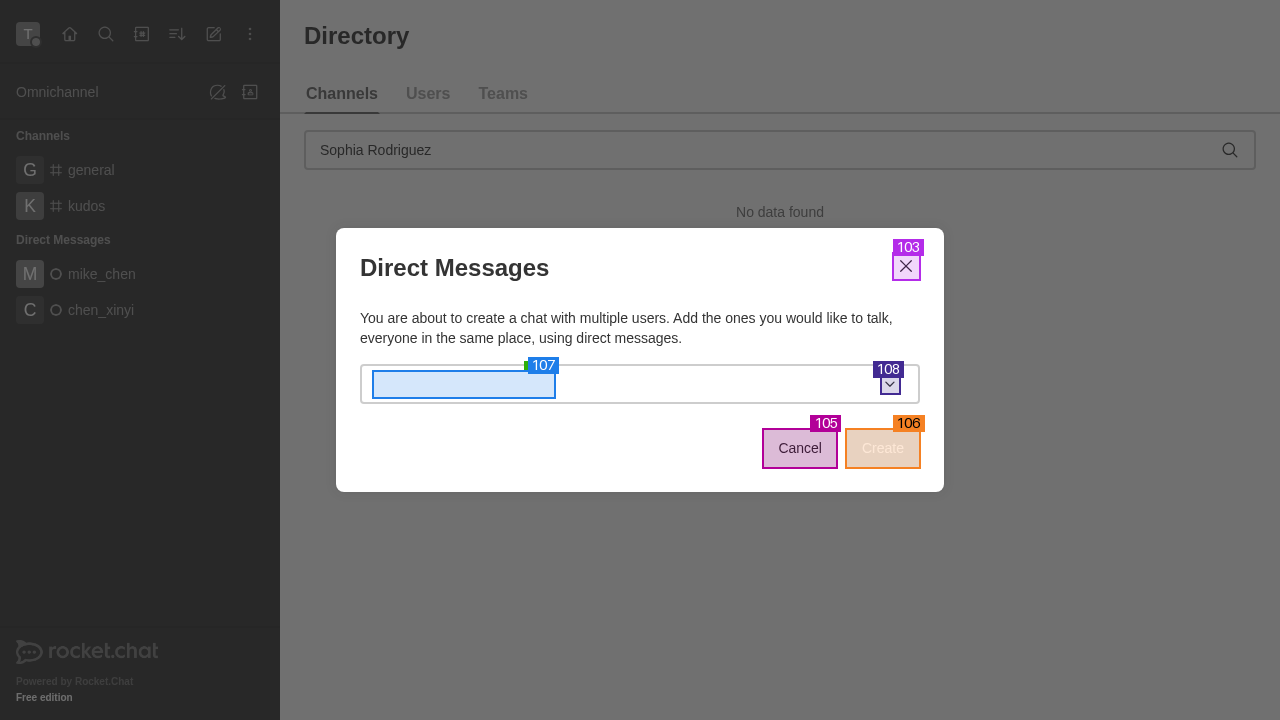 T
Omnichannel
Channels
G general
K kudos
Direct Messages
M mike_chen
C chen_xinyi
rocket.chat
Powered by Rocket.Chat
Free edition
Directory
Channels Users Teams
Sophia Rodriguez
No data found
Direct Messages
103
You are about to create a chat with multiple users. Add the ones you would like to talk,
everyone in the same place, using direct messages.
107
108
105
106
Cancel Create